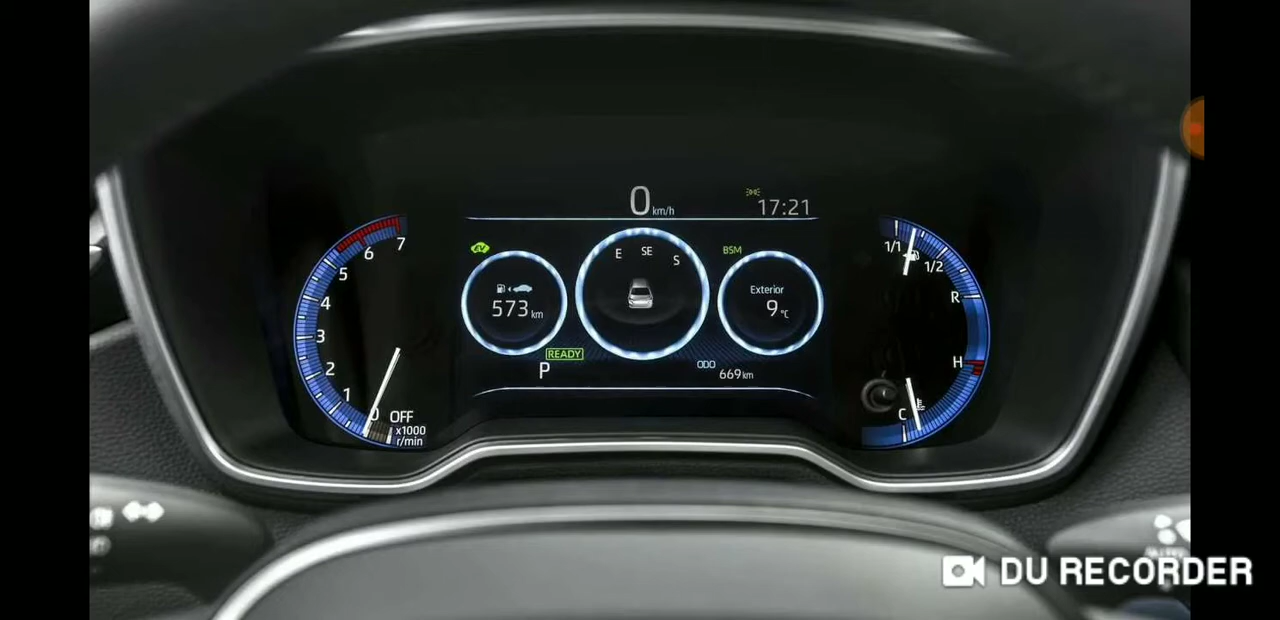 0 km/h
17:21
EV
E SE S
BSM
573 km
Exterior
9 °C
READY
P
ODO
669 km
7
6
5
4
3
2
1
0
OFF
x1000
r/min
1/1
1/2
R
H
C
DU RECORDER